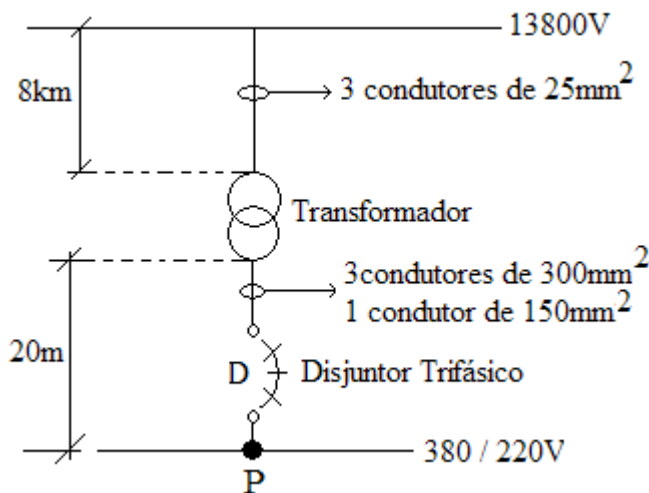 13800V
8km
3 condutores de 25mm²
Transformador
3condutores de 300mm²
1 condutor de 150mm²
20m
D
Disjuntor Trifásico
380 / 220V
P